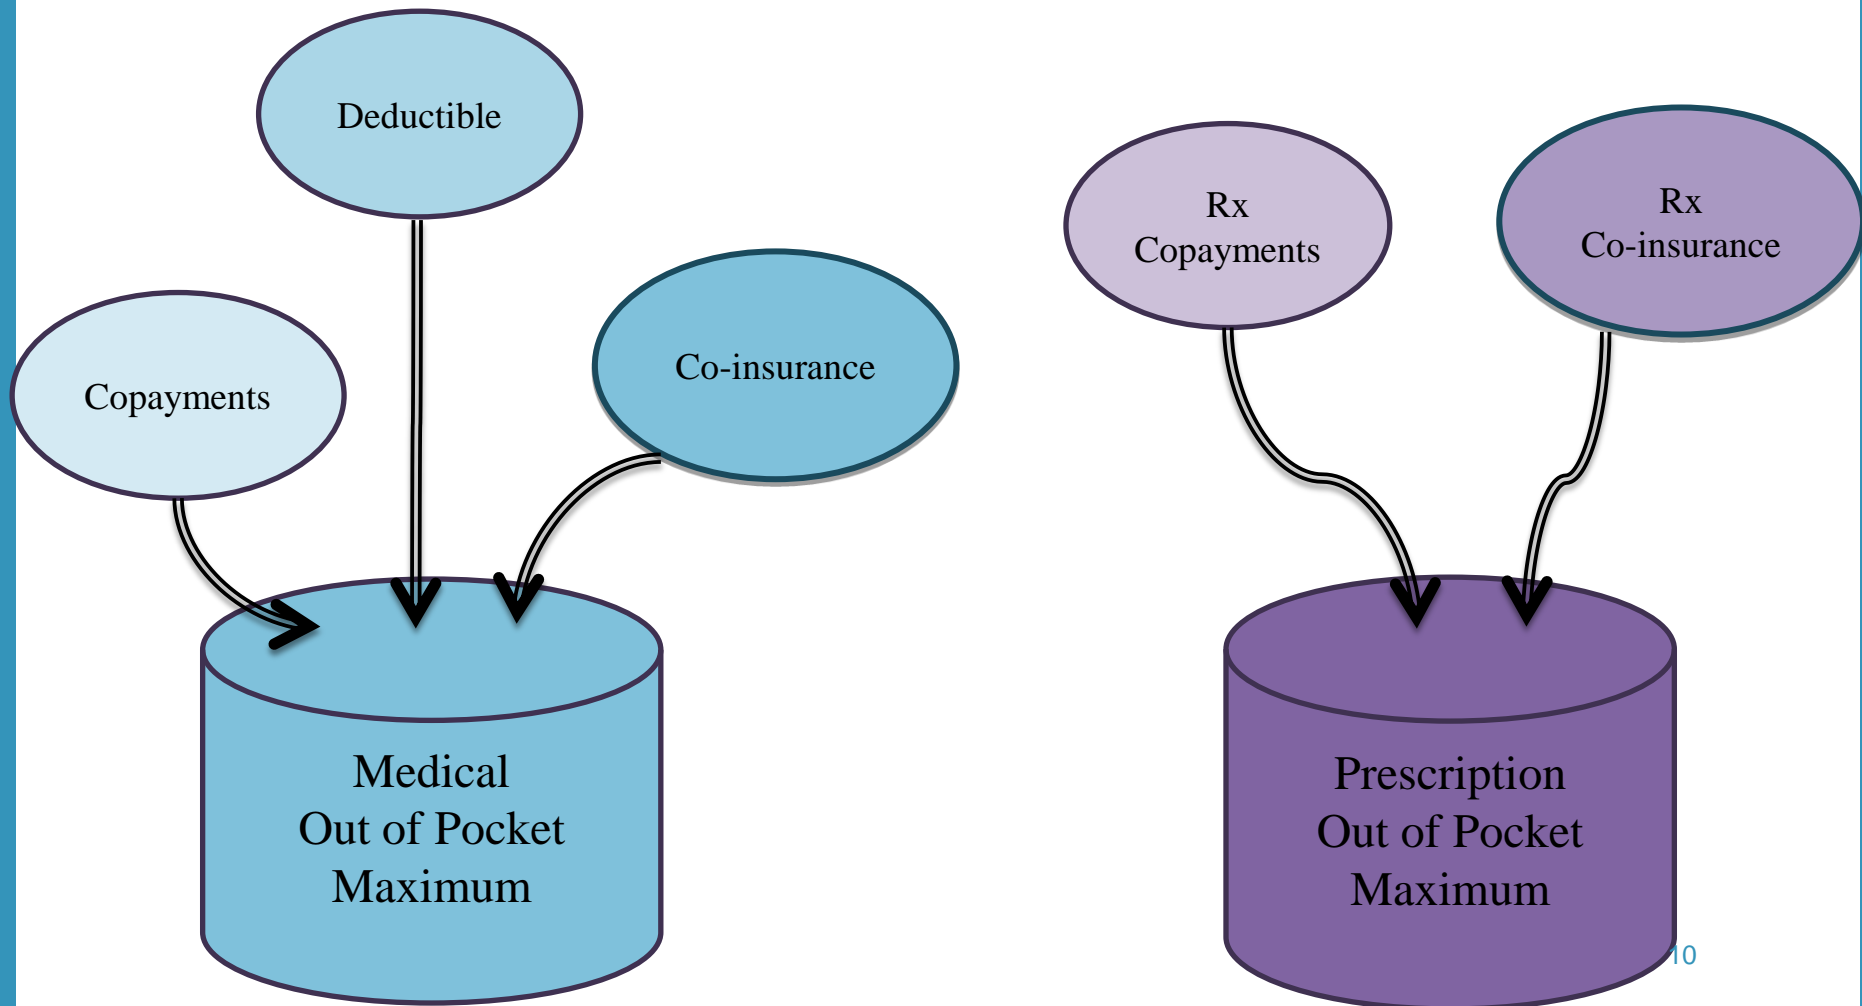 Deductible
Copayments
Co-insurance
Medical
Out of Pocket
Maximum
Rx
Copayments
Rx
Co-insurance
Prescription
Out of Pocket
Maximum
10